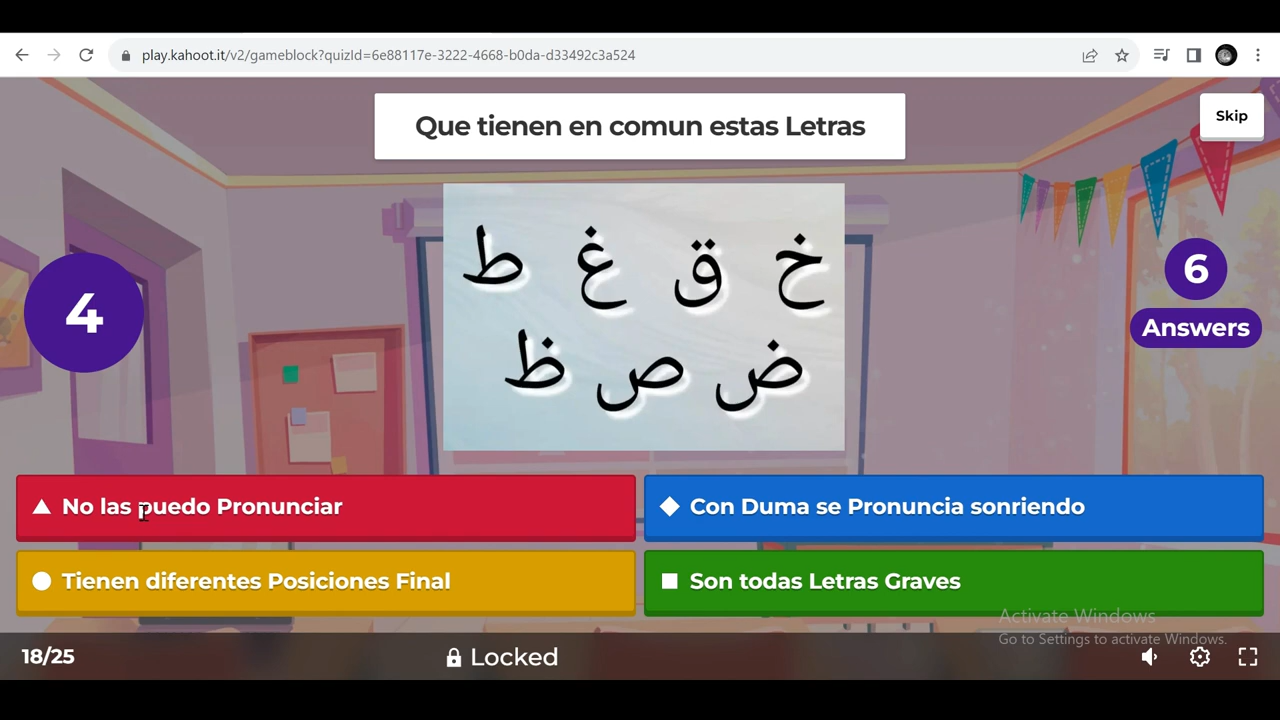 play.kahoot.it/v2/gameblock?quizId=6e88117e-3222-4668-b0da-d33492c3a524
Que tienen en comun estas Letras
Skip
خ ق غ ط
ض ص ظ
4
6
Answers
No las puedo Pronunciar
Con Duma se Pronuncia sonriendo
Tienen diferentes Posiciones Final
Son todas Letras Graves
Activate Windows
Go to Settings to activate Windows.
18/25
Locked